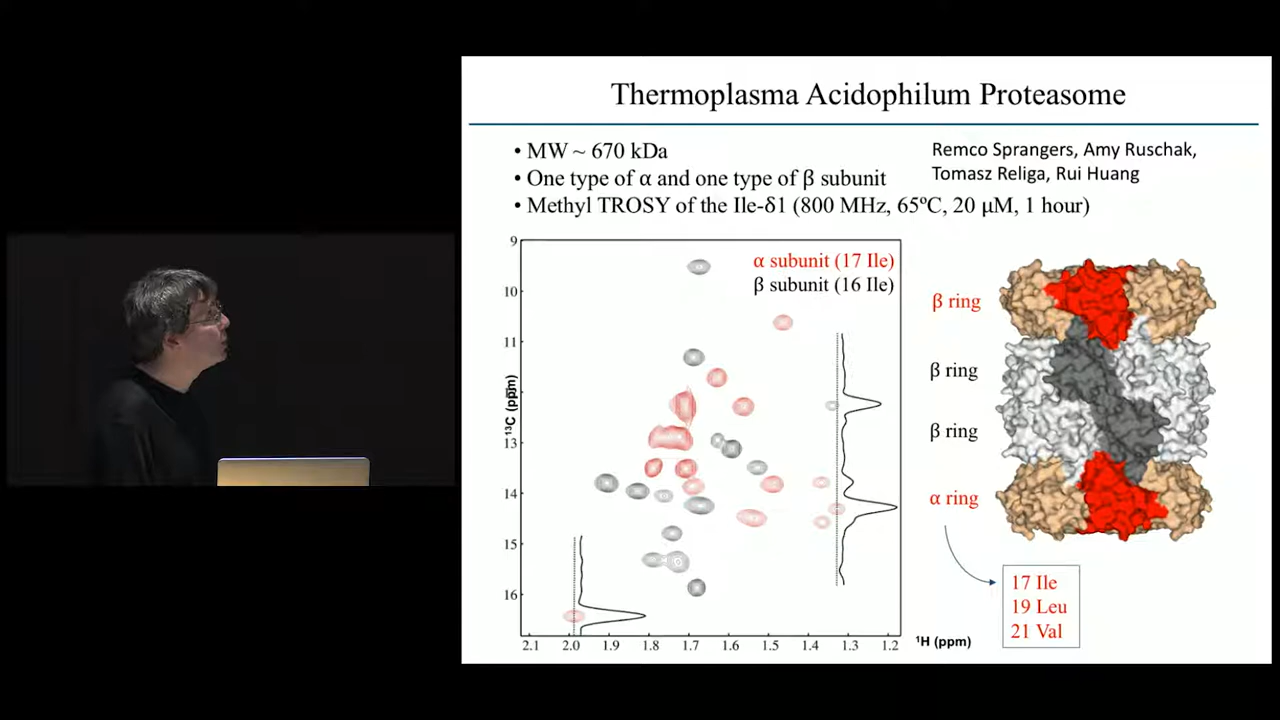 Thermoplasma Acidophilum Proteasome
• MW ~ 670 kDa
• One type of α and one type of β subunit
• Methyl TROSY of the Ile-δ1 (800 MHz, 65ºC, 20 µM, 1 hour)
Remco Sprangers, Amy Ruschak,
Tomasz Religa, Rui Huang
α subunit (17 Ile)
β subunit (16 Ile)
9
10
11
13
14
15
16
¹³C (ppm)
2.1 2.0 1.9 1.8 1.7 1.6 1.5 1.4 1.3 1.2
¹H (ppm)
β ring
β ring
β ring
α ring
17 Ile
19 Leu
21 Val